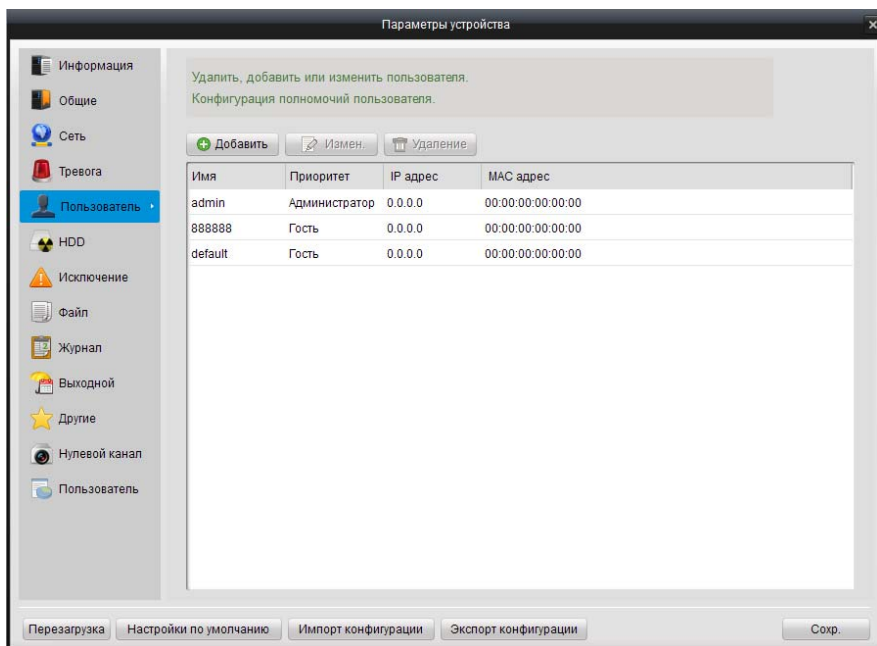 Параметры устройства
Информация
Общие
Сеть
Тревога
Пользователь
HDD
Исключение
Файл
Журнал
Выходной
Другие
Нулевой канал
Пользователь
Удалить, добавить или изменить пользователя.
Конфигурация полномочий пользователя.
Добавить Измен. Удаление
Имя Приоритет IP адрес MAC адрес
admin Администратор 0.0.0.0 00:00:00:00:00:00
888888 Гость 0.0.0.0 00:00:00:00:00:00
default Гость 0.0.0.0 00:00:00:00:00:00
Перезагрузка Настройки по умолчанию Импорт конфигурации Экспорт конфигурации Сохр.